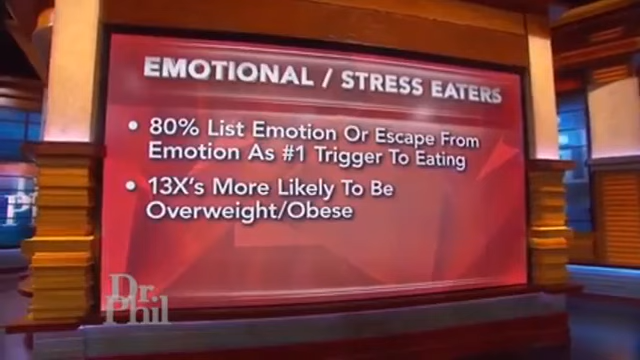 EMOTIONAL / STRESS EATERS
• 80% List Emotion Or Escape From
Emotion As #1 Trigger To Eating
• 13X's More Likely To Be
Overweight/Obese
Dr.
Phil